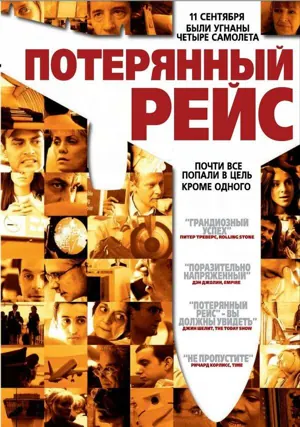 11 СЕНТЯБРЯ
БЫЛИ УГНАНЫ
ЧЕТЫРЕ САМОЛЕТА
ПОТЕРЯННЫЙ
РЕЙС
ПОЧТИ ВСЕ
ПОПАЛИ В ЦЕЛЬ
КРОМЕ ОДНОГО
"ГРАНДИОЗНЫЙ
УСПЕХ"
ПИТЕР ТРЕВЕРС, ROLLING STONE
"ПОРАЗИТЕЛЬНО
НАПРЯЖЕННЫЙ"
ДЭН ДЖОЛИН, EMPIRE
"ПОТЕРЯННЫЙ
РЕЙС" - ВЫ
ДОЛЖНЫ УВИДЕТЬ"
ДЖИН ШЕЛИТ, THE TODAY SHOW
"НЕ ПРОПУСТИТЕ"
РИЧАРД КОРЛИСС, TIME